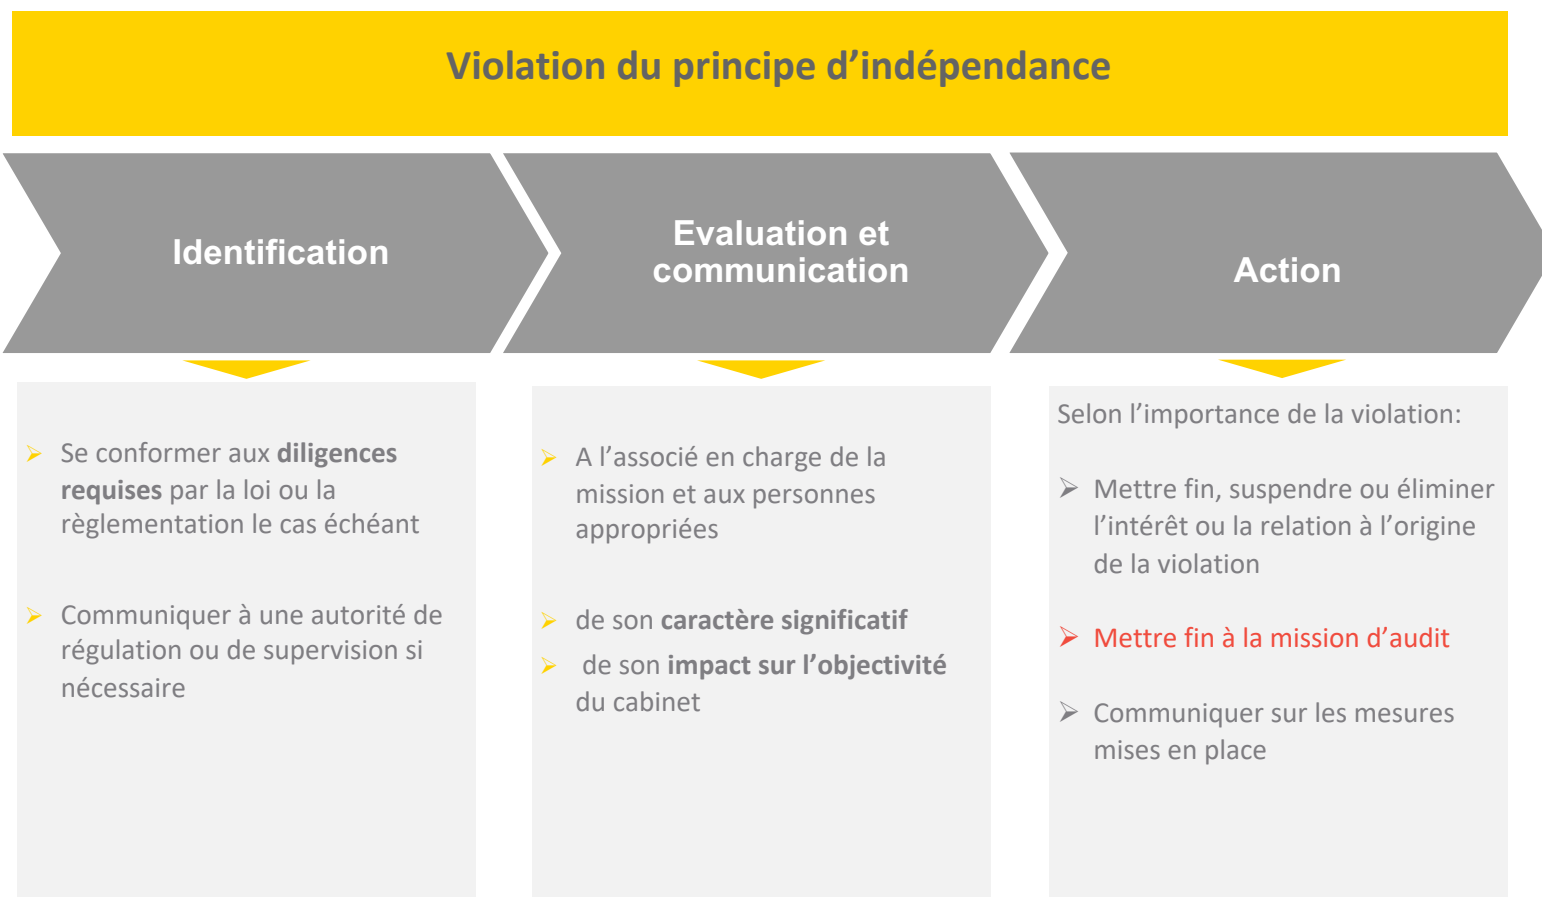 Violation du principe d’indépendance
Identification
Evaluation et
communication
Action
➢ Se conformer aux diligences
requises par la loi ou la
règlementation le cas échéant
➢ Communiquer à une autorité de
régulation ou de supervision si
nécessaire
➢ A l’associé en charge de la
mission et aux personnes
appropriées
➢ de son caractère significatif
➢ de son impact sur l’objectivité
du cabinet
Selon l’importance de la violation:
➢ Mettre fin, suspendre ou éliminer
l’intérêt ou la relation à l’origine
de la violation
➢ Mettre fin à la mission d’audit
➢ Communiquer sur les mesures
mises en place